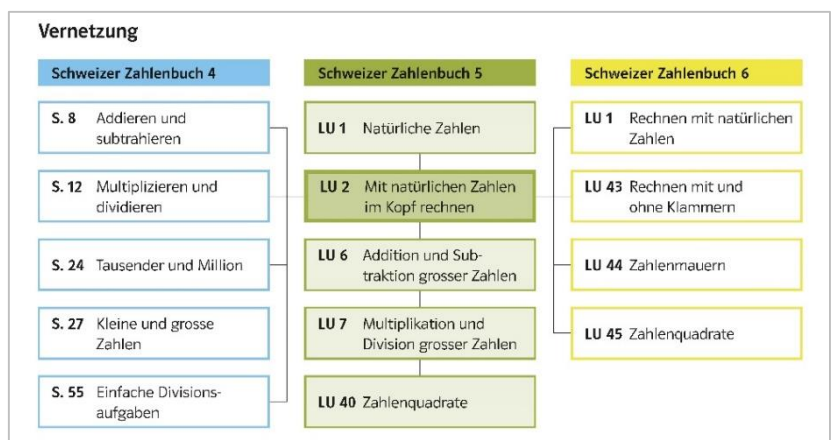 Vernetzung
Schweizer Zahlenbuch 4
S. 8 Addieren und
subtrahieren
S. 12 Multiplizieren und
dividieren
S. 24 Tausender und Million
S. 27 Kleine und grosse
Zahlen
S. 55 Einfache Divisions-
aufgaben
Schweizer Zahlenbuch 5
LU 1 Natürliche Zahlen
LU 2 Mit natürlichen Zahlen
im Kopf rechnen
LU 6 Addition und Sub-
traktion grosser Zahlen
LU 7 Multiplikation und
Division grosser Zahlen
LU 40 Zahlenquadrate
Schweizer Zahlenbuch 6
LU 1 Rechnen mit natürlichen
Zahlen
LU 43 Rechnen mit und
ohne Klammern
LU 44 Zahlenmauern
LU 45 Zahlenquadrate